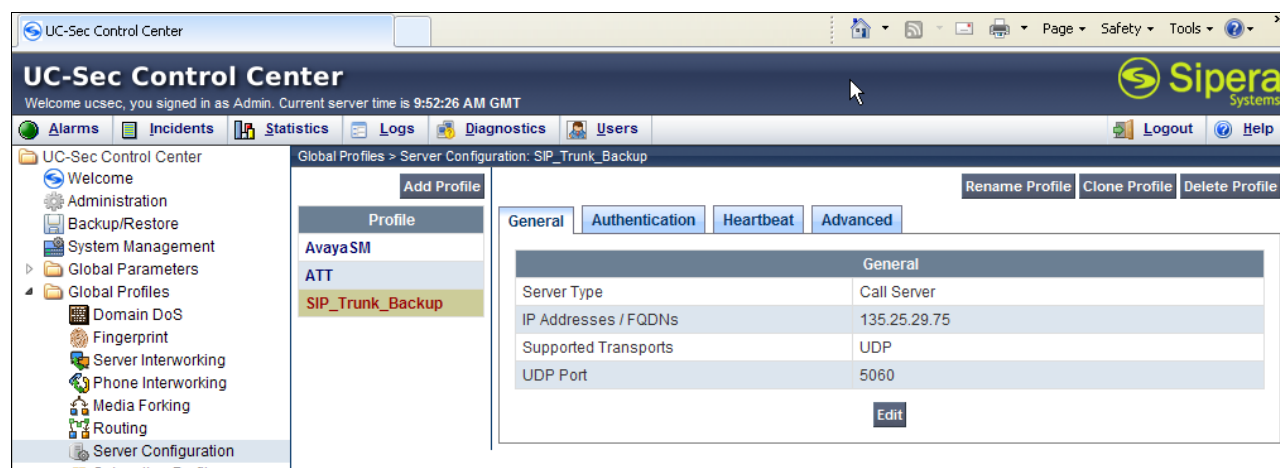 UC-Sec Control Center
Page Safety Tools
UC-Sec Control Center
Welcome ucsec, you signed in as Admin. Current server time is 9:52:26 AM GMT
Sipera
Systems
Alarms Incidents Statistics Logs Diagnostics Users Logout Help
UC-Sec Control Center
Welcome
Administration
Backup/Restore
System Management
Global Parameters
Global Profiles
Domain DoS
Fingerprint
Server Interworking
Phone Interworking
Media Forking
Routing
Server Configuration
Global Profiles > Server Configuration: SIP_Trunk_Backup
Add Profile
Rename Profile Clone Profile Delete Profile
Profile
AvayaSM
ATT
SIP_Trunk_Backup
General Authentication Heartbeat Advanced
General
Server Type Call Server
IP Addresses / FQDNs 135.25.29.75
Supported Transports UDP
UDP Port 5060
Edit